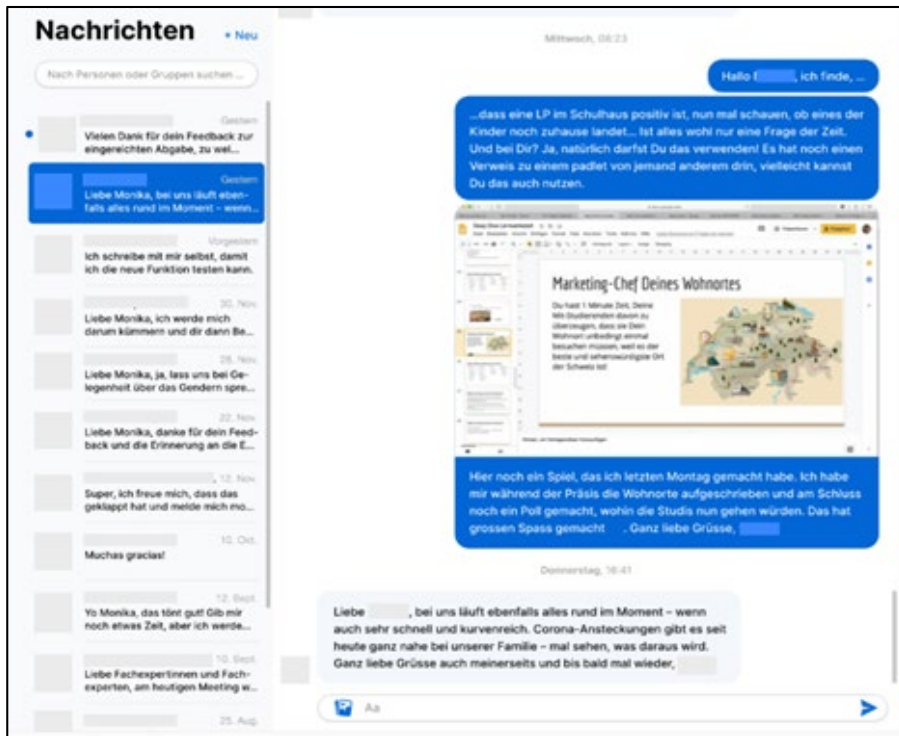 Nachrichten
• Neu
Nach Personen oder Gruppen suchen ...
Gestern
Vielen Dank für dein Feedback zur
eingereichten Abgabe, zu wel...
Gestern
Liebe Monika, bei uns läuft eben-
falls alles rund im Moment – wenn...
Vorgestern
Ich schreibe mit mir selbst, damit
ich die neue Funktion testen kann.
30. Nov.
Liebe Monika, ich werde mich
darum kümmern und dir dann Be...
28. Nov.
Liebe Monika, ja, lass uns bei Ge-
legenheit über das Gendern spre...
22. Nov.
Liebe Monika, danke für dein Feed-
back und die Erinnerung an die E...
, 12. Nov.
Super, ich freue mich, dass das
geklappt hat und melde mich mo...
10. Okt.
Muchas gracias!
12. Sept.
Yo Monika, das tönt gut! Gib mir
noch etwas Zeit, aber ich werde...
10. Sept.
Liebe Fachexpertinnen und Fach-
experten, am heutigen Meeting w...
25. Aug.
Mittwoch, 08:23
Hallo , ich finde, ...
...dass eine LP im Schulhaus positiv ist, nun mal schauen, ob eines der
Kinder noch zuhause landet... Ist alles wohl nur eine Frage der Zeit.
Und bei Dir? Ja, natürlich darfst Du das verwenden! Es hat noch einen
Verweis zu einem padlet von jemand anderem drin, vielleicht kannst
Du das auch nutzen.
Marketing-Chef Deines Wohnortes
Du hast 1 Minute Zeit, Deine
Mit-Studierenden davon zu
überzeugen, dass sie Dein
Wohnort unbedingt einmal
besuchen müssen, weil es der
beste und sehenswürdigste Ort
der Schweiz ist!
Hier noch ein Spiel, das ich letzten Montag gemacht habe. Ich habe
mir während der Präsis die Wohnorte aufgeschrieben und am Schluss
noch ein Poll gemacht, wohin die Studis nun gehen würden. Das hat
grossen Spass gemacht . Ganz liebe Grüsse,
Donnerstag, 16:41
Liebe , bei uns läuft ebenfalls alles rund im Moment – wenn
auch sehr schnell und kurvenreich. Corona-Ansteckungen gibt es seit
heute ganz nahe bei unserer Familie – mal sehen, was daraus wird.
Ganz liebe Grüsse auch meinerseits und bis bald mal wieder,
Aa